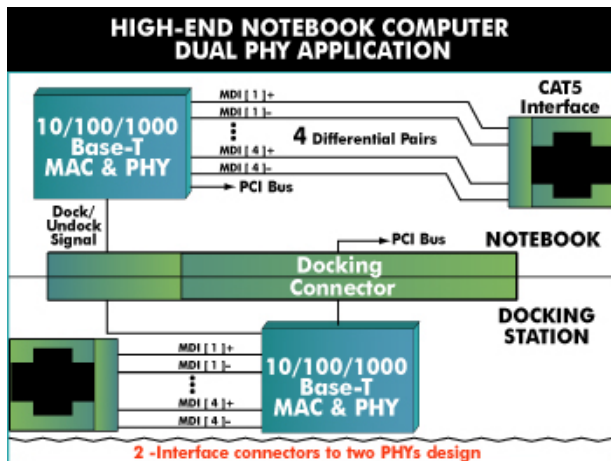 HIGH-END NOTEBOOK COMPUTER
DUAL PHY APPLICATION
10/100/1000
Base-T
MAC & PHY
MDI [ 1 ]+
MDI [ 1 ]-
4 Differential Pairs
MDI [ 4 ]+
MDI [ 4 ]-
PCI Bus
CAT5
Interface
Dock/
Undock
Signal
PCI Bus
NOTEBOOK
Docking
Connector
DOCKING
STATION
MDI [ 1 ]+
MDI [ 1 ]-
MDI [ 4 ]+
MDI [ 4 ]-
10/100/1000
Base-T
MAC & PHY
2 -Interface connectors to two PHYs design